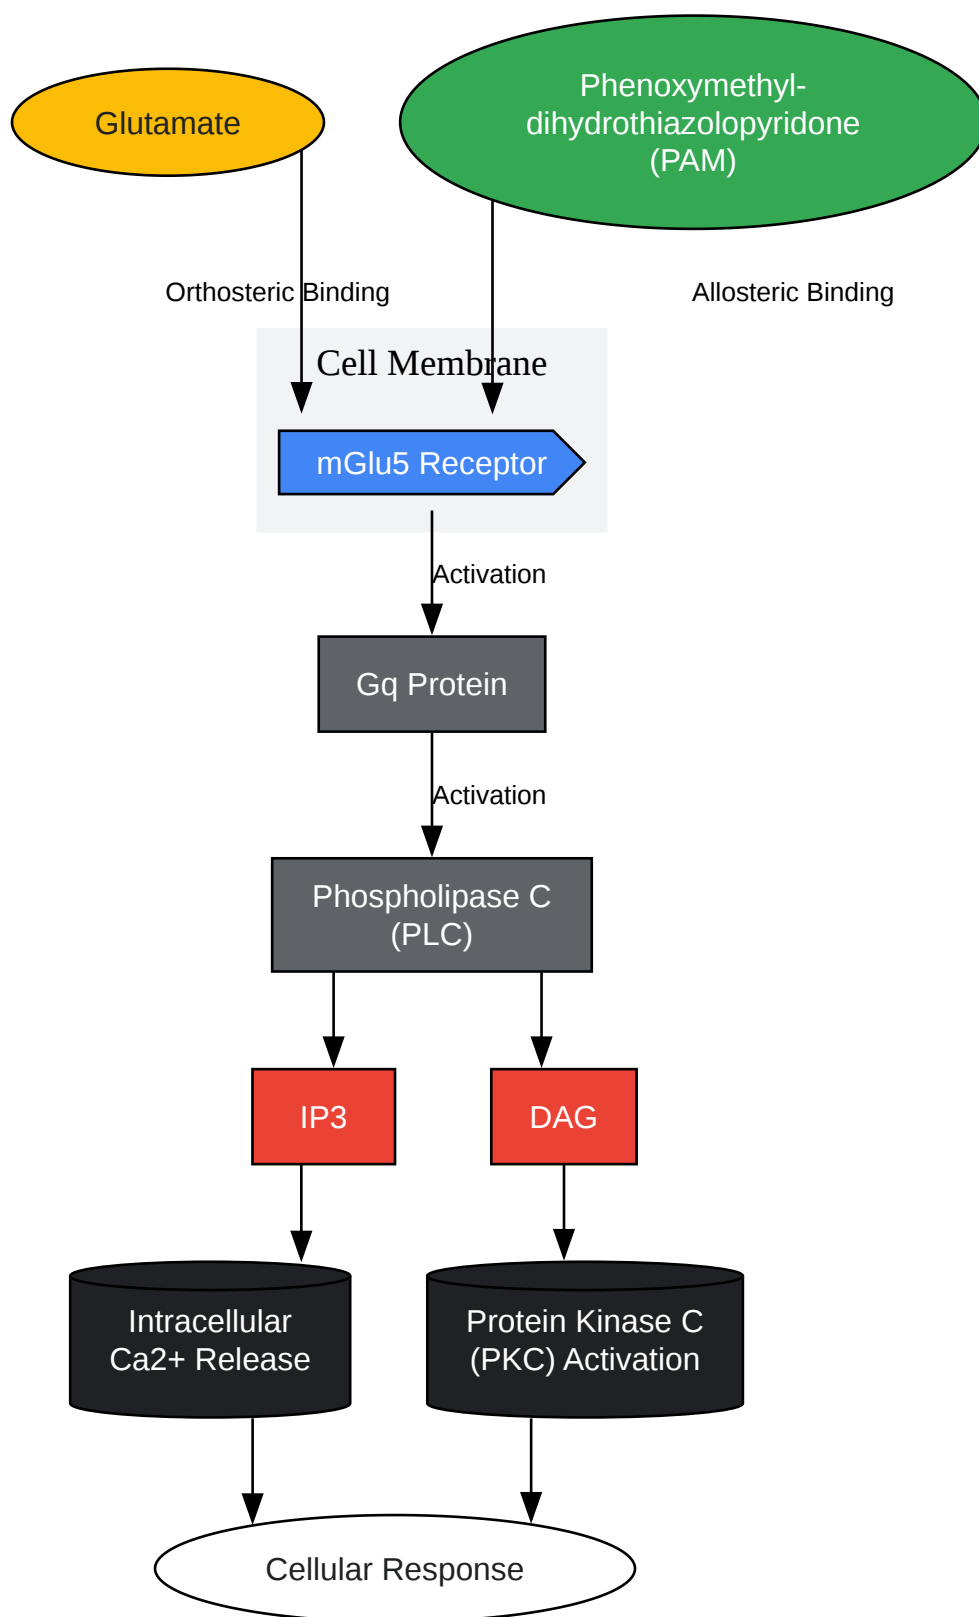 Glutamate
Phenoxymethyl-
dihydrothiazolopyridone
(PAM)
Orthosteric Binding
Allosteric Binding
Cell Membrane
mGlu5 Receptor
Activation
Gq Protein
Activation
Phospholipase C
(PLC)
IP3
DAG
Intracellular
Ca2+ Release
Protein Kinase C
(PKC) Activation
Cellular Response